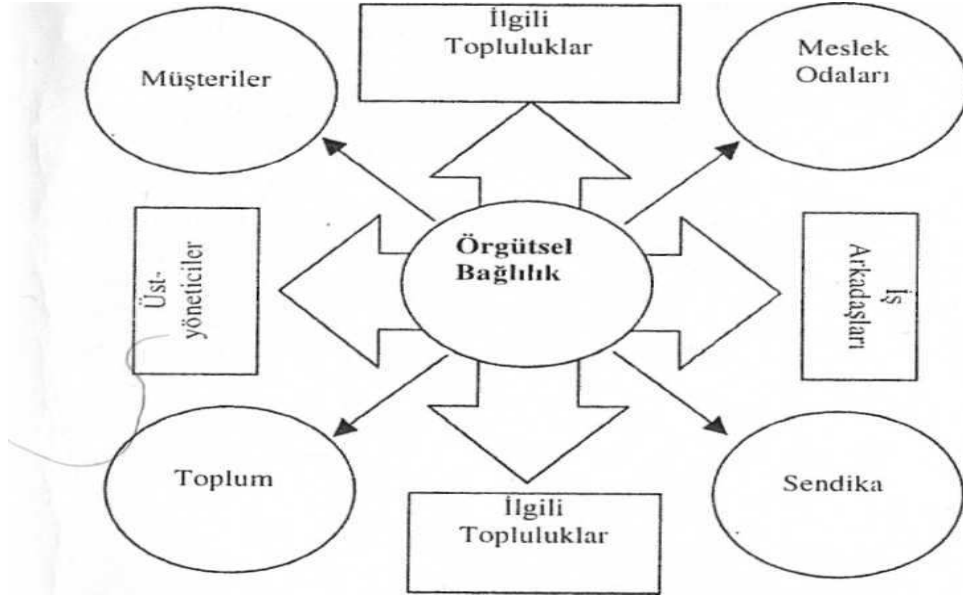 İlgili
Topluluklar
Müşteriler
Meslek
Odaları
Üst-
yöneticiler
Örgütsel
Bağlılık
İş
Arkadaşları
Toplum
İlgili
Topluluklar
Sendika